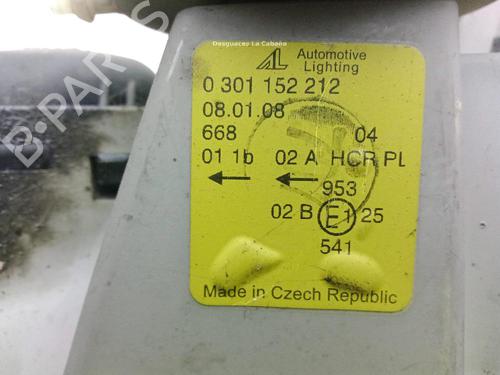 Desguaces La Cabaña
AL Automotive
Lighting
0 301 152 212
08.01.08
668 04
01 1b 02 A HCR PL
953
02 B E1 25
541
Made in Czech Republic
B-PARTS